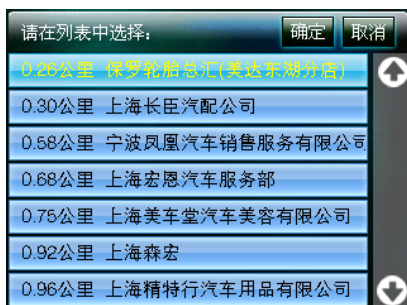 请在列表中选择： 确定 取消
0.26公里 保罗轮胎总汇(美达东湖分店)
0.30公里 上海长臣汽配公司
0.58公里 宁波凤凰汽车销售服务有限公司
0.68公里 上海宏恩汽车服务部
0.75公里 上海美车堂汽车美容有限公司
0.92公里 上海森宏
0.96公里 上海精特行汽车用品有限公司